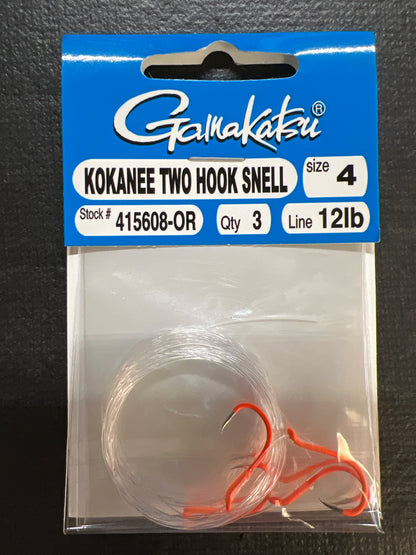 Gamakatsu®
KOKANEE TWO HOOK SNELL
size 4
Stock # 415608-OR
Qty 3
Line 12lb